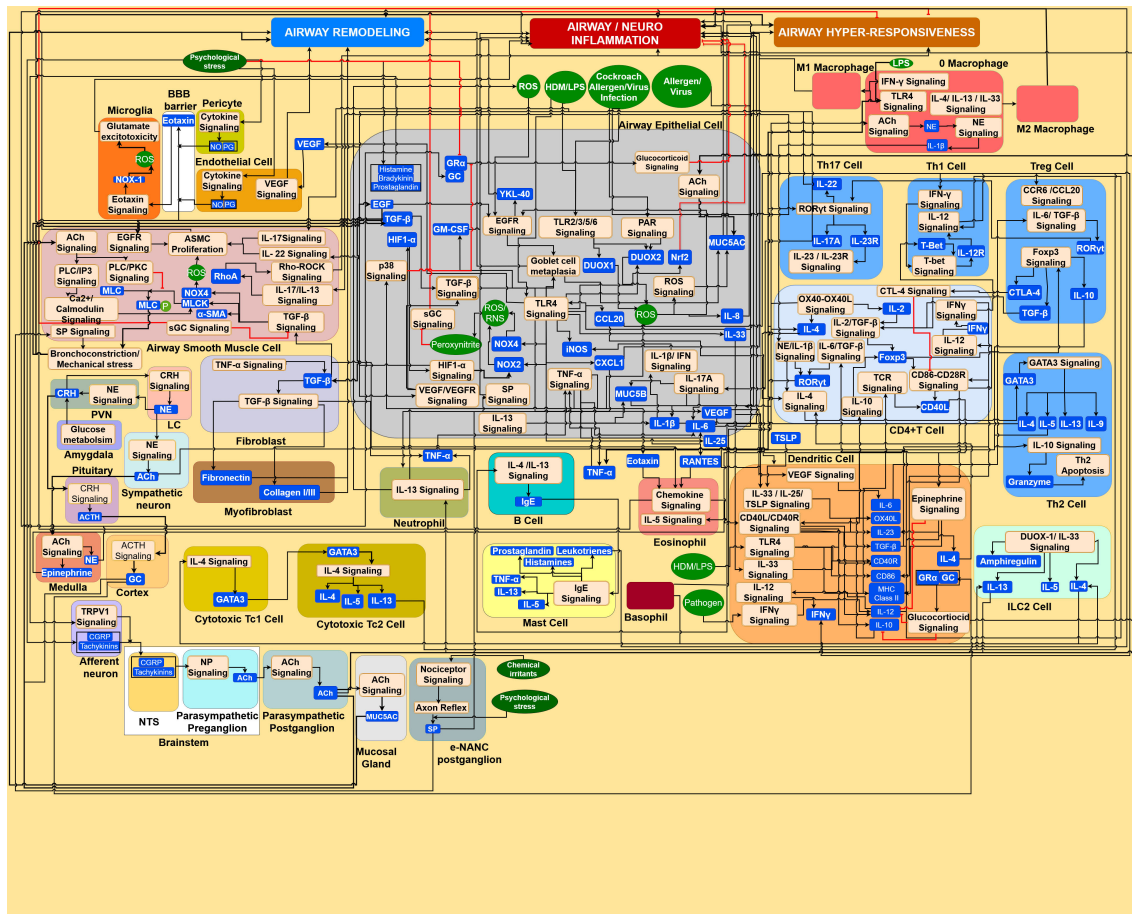 AIRWAY REMODELING
AIRWAY / NEURO
INFLAMMATION
AIRWAY HYPER-RESPONSIVENESS
Psychological
stress
ROS
HDM/LPS
Cockroach
Allergen/Virus
Infection
Allergen/
Virus
M1 Macrophage
LPS
0 Macrophage
IFN-γ Signaling
TLR4
Signaling
IL-4/ IL-13 / IL-33
Signaling
ACh
Signaling
NE
NE
Signaling
IL-1β
M2 Macrophage
Microglia
Glutamate
excitotoxicity
ROS
NOX-1
Eotaxin
Signaling
BBB
barrier
Eotaxin
Pericyte
Cytokine
Signaling
NO
PG
Endothelial Cell
Cytokine
Signaling
NO
PG
VEGF
Signaling
VEGF
Airway Epithelial Cell
Histamine
Bradykinin
Prostaglandin
GRα
GC
EGF
TGF-β
HIF1-α
GM-CSF
YKL-40
EGFR
Signaling
TLR2/3/5/6
Signaling
PAR
Signaling
Glucocorticoid
Signaling
ACh
Signaling
MUC5AC
Goblet cell
metaplasia
DUOX1
DUOX2
Nrf2
p38
Signaling
TGF-β
Signaling
TLR4
Signaling
ROS
Signaling
ROS/
RNS
ROS
sGC
Signaling
Peroxynitrite
NOX4
NOX2
iNOS
CCL20
CXCL1
IL-8
IL-33
HIF1-α
Signaling
VEGF/VEGFR
Signaling
SP
Signaling
TNF-α
Signaling
IL-1β/ IFN
Signaling
IL-17A
Signaling
MUC5B
IL-13
Signaling
IL-1β
VEGF
IL-6
IL-25
TSLP
TNF-α
TNF-α
Eotaxin
RANTES
Th17 Cell
IL-22
RORγt Signaling
IL-17A
IL-23R
IL-23 / IL-23R
Signaling
Th1 Cell
IFN-γ
Signaling
IL-12
Signaling
T-Bet
IL-12R
T-bet
Signaling
Treg Cell
CCR6 /CCL20
Signaling
IL-6/ TGF-β
Signaling
RORγt
Foxp3
Signaling
CTLA-4
TGF-β
IL-10
CTL-4 Signaling
OX40-OX40L
Signaling
IL-2
IFNγ
Signaling
IL-4
IL-2/TGF-β
Signaling
IFNγ
NE/IL-1β
Signaling
IL-6/TGF-β
Signaling
IL-12
Signaling
Foxp3
RORγt
TCR
Signaling
CD86-CD28R
Signaling
IL-4
Signaling
IL-10
Signaling
CD40L
CD4+T Cell
GATA3 Signaling
GATA3
IL-4
IL-5
IL-13
IL-9
IL-10 Signaling
Th2
Apoptosis
Granzyme
Th2 Cell
ACh
Signaling
EGFR
Signaling
ASMC
Proliferation
IL-17Signaling
IL- 22 Signaling
PLC/IP3
Signaling
PLC/PKC
Signaling
ROS
RhoA
Rho-ROCK
Signaling
MLC
NOX4
IL-17/IL-13
Signaling
Ca2+/
Calmodulin
Signaling
MLC
P
MLCK
α-SMA
SP Signaling
sGC Signaling
TGF-β
Signaling
Bronchoconstriction/
Mechanical stress
Airway Smooth Muscle Cell
TNF-α Signaling
TGF-β
TGF-β Signaling
Fibroblast
Fibronectin
Collagen I/III
Myofibroblast
CRH
NE
Signaling
PVN
CRH
Signaling
NE
LC
Glucose
metabolsim
Amygdala
NE
Signaling
ACh
Sympathetic
neuron
Pituitary
CRH
Signaling
ACTH
ACh
Signaling
NE
Epinephrine
Medulla
ACTH
Signaling
GC
Cortex
IL-13 Signaling
Neutrophil
IL-4 /IL-13
Signaling
IgE
B Cell
Chemokine
Signaling
IL-5 Signaling
Eosinophil
Dendritic Cell
VEGF Signaling
IL-33 / IL-25/
TSLP Signaling
CD40L/CD40R
Signaling
TLR4
Signaling
IL-33
Signaling
IL-12
Signaling
IFNγ
Signaling
IFNγ
IL-6
OX40L
IL-23
TGF-β
CD40R
CD86
MHC
Class II
IL-12
IL-10
Epinephrine
Signaling
IL-4
GRα
GC
Glucocortiocid
Signaling
DUOX-1/ IL-33
Signaling
Amphiregulin
IL-13
IL-5
IL-4
ILC2 Cell
IL-4 Signaling
GATA3
Cytotoxic Tc1 Cell
GATA3
IL-4 Signaling
IL-4
IL-5
IL-13
Cytotoxic Tc2 Cell
Prostaglandin
Leukotrienes
Histamines
TNF-α
IL-13
IL-5
IgE
Signaling
Mast Cell
HDM/LPS
Basophil
Pathogen
TRPV1
Signaling
CGRP
Tachykinins
Afferent
neuron
CGRP
Tachykinins
NTS
NP
Signaling
ACh
Parasympathetic
Preganglion
Brainstem
ACh
Signaling
ACh
Parasympathetic
Postganglion
ACh
Signaling
MUC5AC
Mucosal
Gland
Nociceptor
Signaling
Axon Reflex
SP
e-NANC
postganglion
Chemical
irritants
Psychological
stress